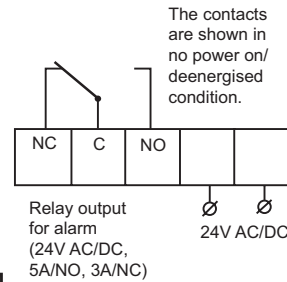 The contacts
are shown in
no power on/
deenergised
condition.
NC C NO
Relay output
for alarm
(24V AC/DC,
5A/NO, 3A/NC)
24V AC/DC